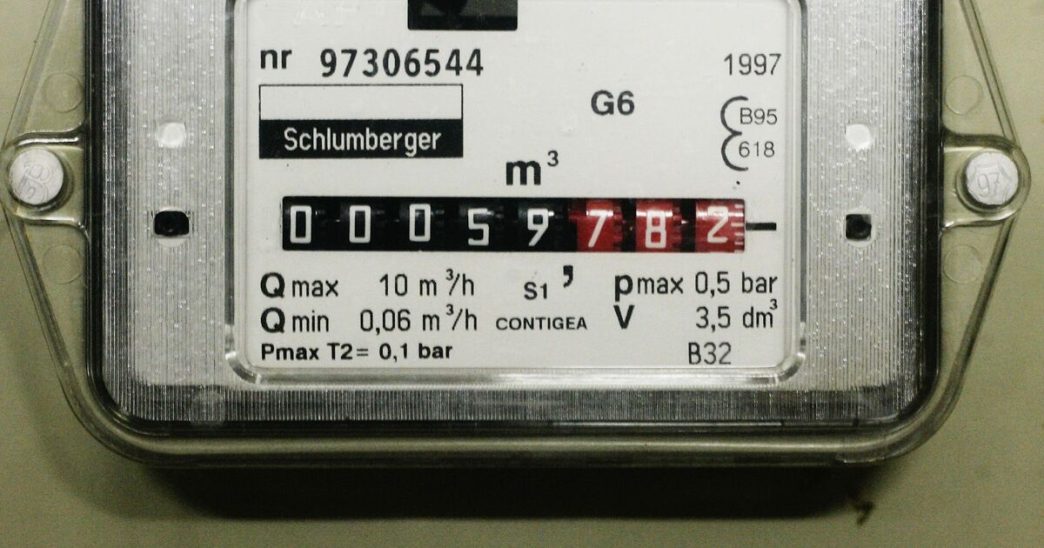 nr 97306544
1997
G6
B95
618
Schlumberger
m³
00059782
,
Qmax 10 m³/h
S1
pmax 0,5 bar
Qmin 0,06 m³/h
CONTIGEA
V 3,5 dm³
Pmax T2= 0,1 bar
B32
97